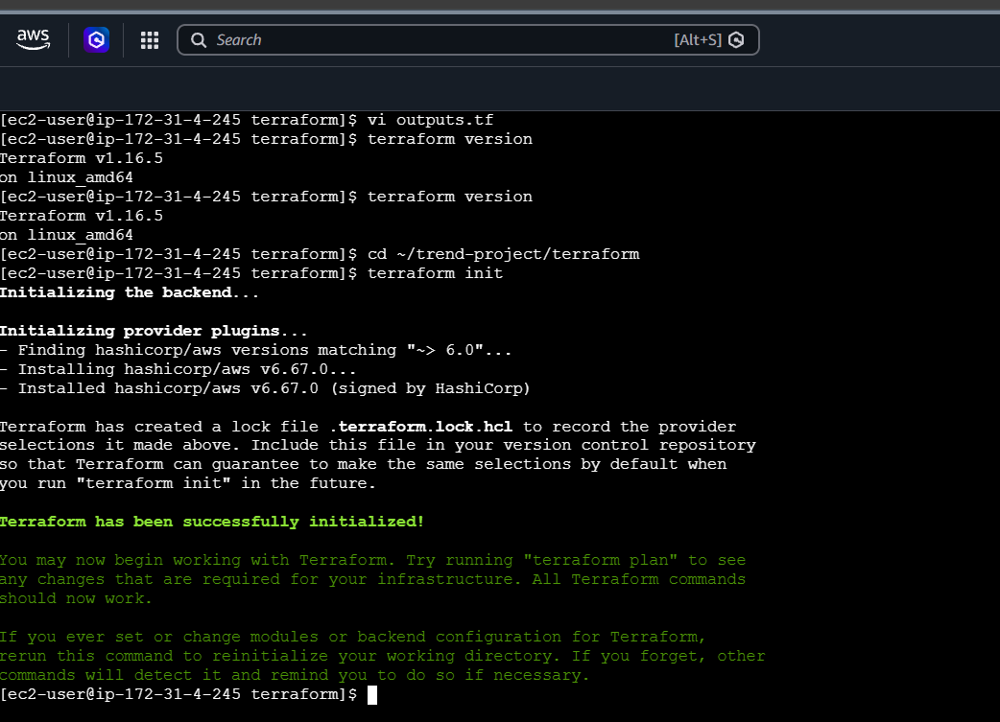 aws
Search [Alt+S]
[ec2-user@ip-172-31-4-245 terraform]$ vi outputs.tf
[ec2-user@ip-172-31-4-245 terraform]$ terraform version
Terraform v1.16.5
on linux_amd64
[ec2-user@ip-172-31-4-245 terraform]$ terraform version
Terraform v1.16.5
on linux_amd64
[ec2-user@ip-172-31-4-245 terraform]$ cd ~/trend-project/terraform
[ec2-user@ip-172-31-4-245 terraform]$ terraform init
Initializing the backend...
Initializing provider plugins...
- Finding hashicorp/aws versions matching "~> 6.0"...
- Installing hashicorp/aws v6.67.0...
- Installed hashicorp/aws v6.67.0 (signed by HashiCorp)
Terraform has created a lock file .terraform.lock.hcl to record the provider
selections it made above. Include this file in your version control repository
so that Terraform can guarantee to make the same selections by default when
you run "terraform init" in the future.
Terraform has been successfully initialized!
You may now begin working with Terraform. Try running "terraform plan" to see
any changes that are required for your infrastructure. All Terraform commands
should now work.
If you ever set or change modules or backend configuration for Terraform,
rerun this command to reinitialize your working directory. If you forget, other
commands will detect it and remind you to do so if necessary.
[ec2-user@ip-172-31-4-245 terraform]$